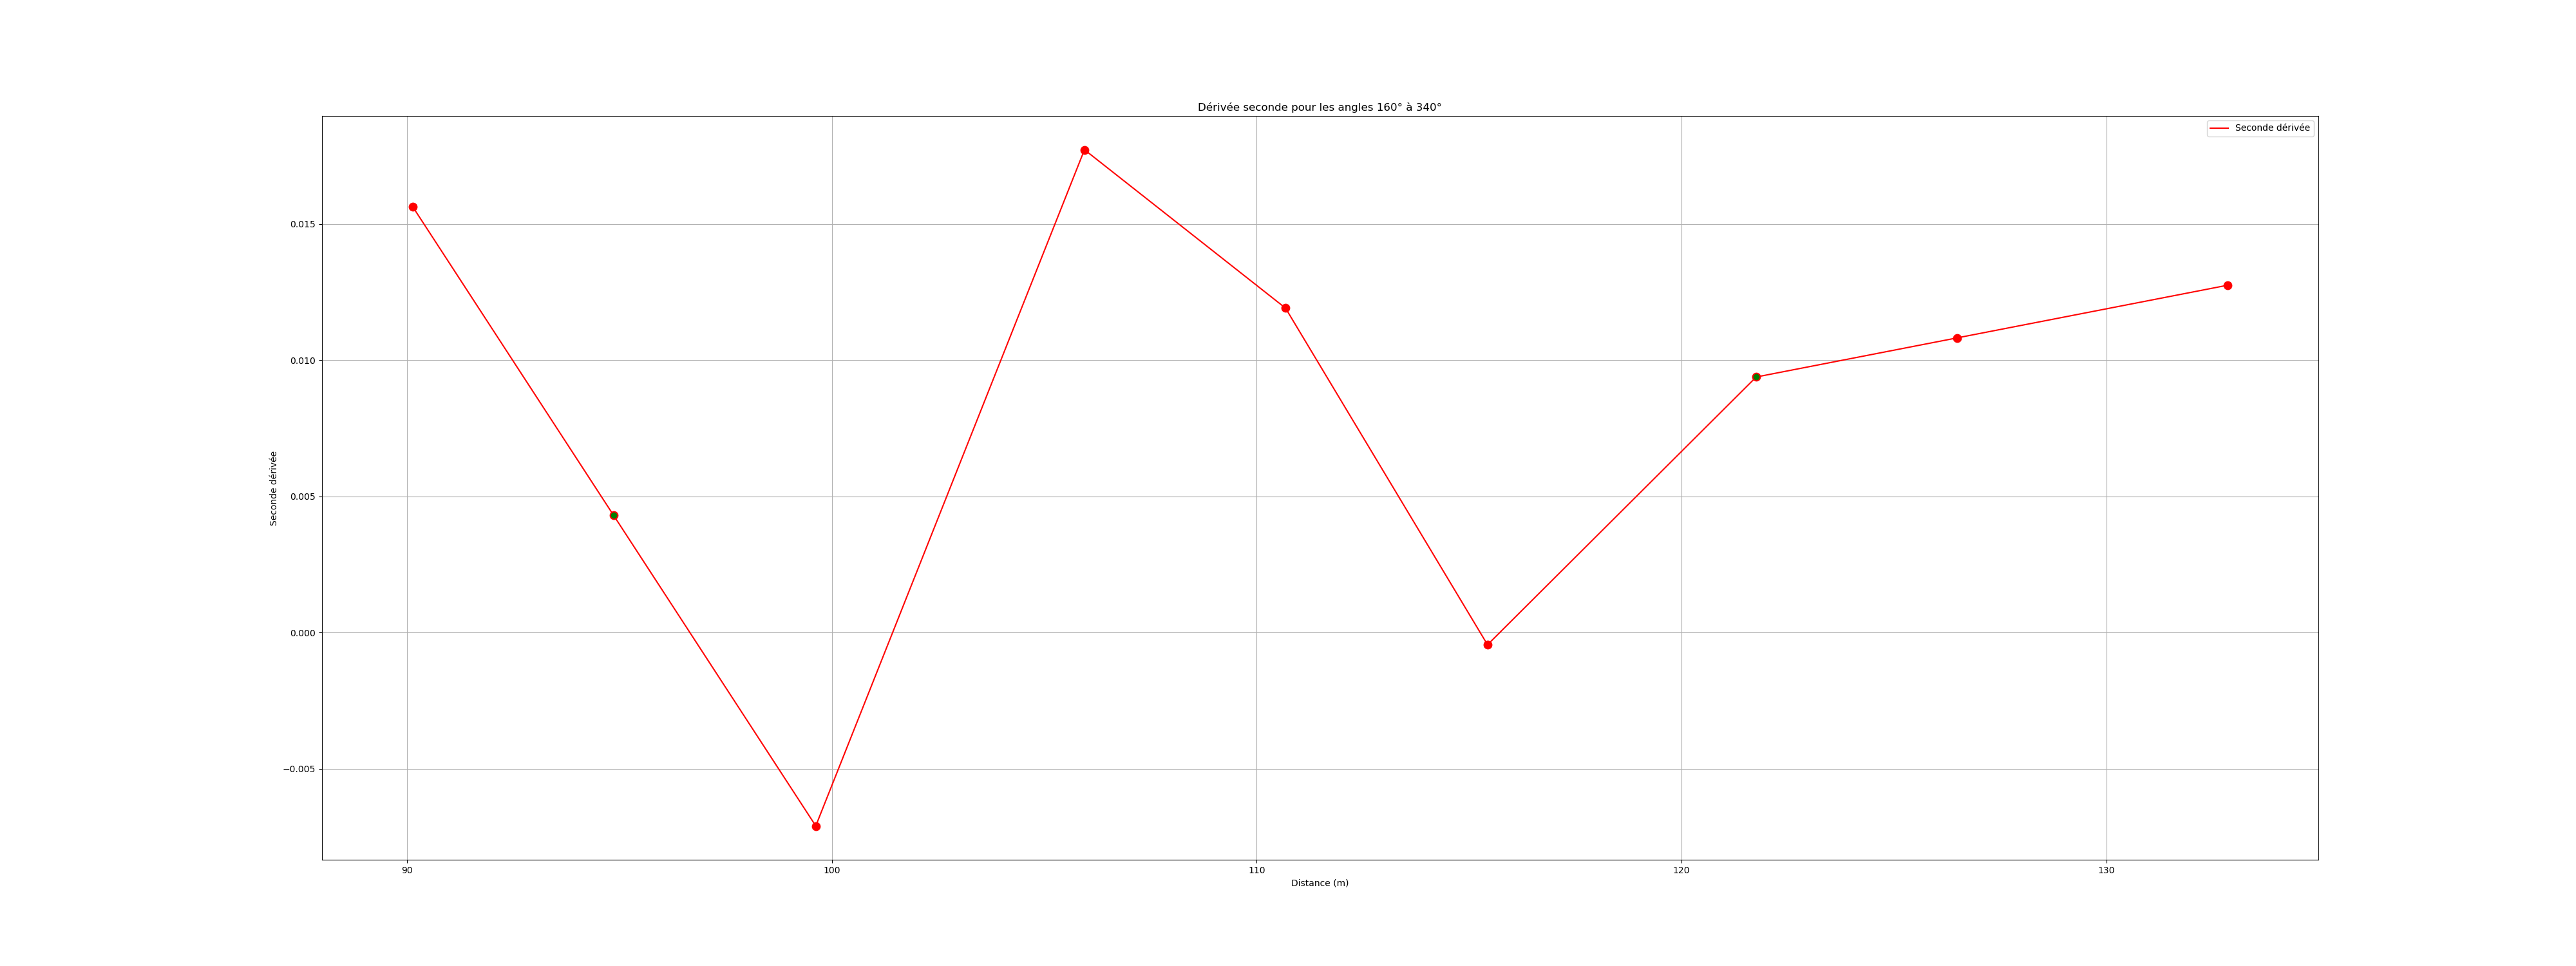 Dérivée seconde pour les angles 160° à 340°
Seconde dérivée
0.015
0.010
0.005
0.000
−0.005
Seconde dérivée
90 100 110 120 130
Distance (m)